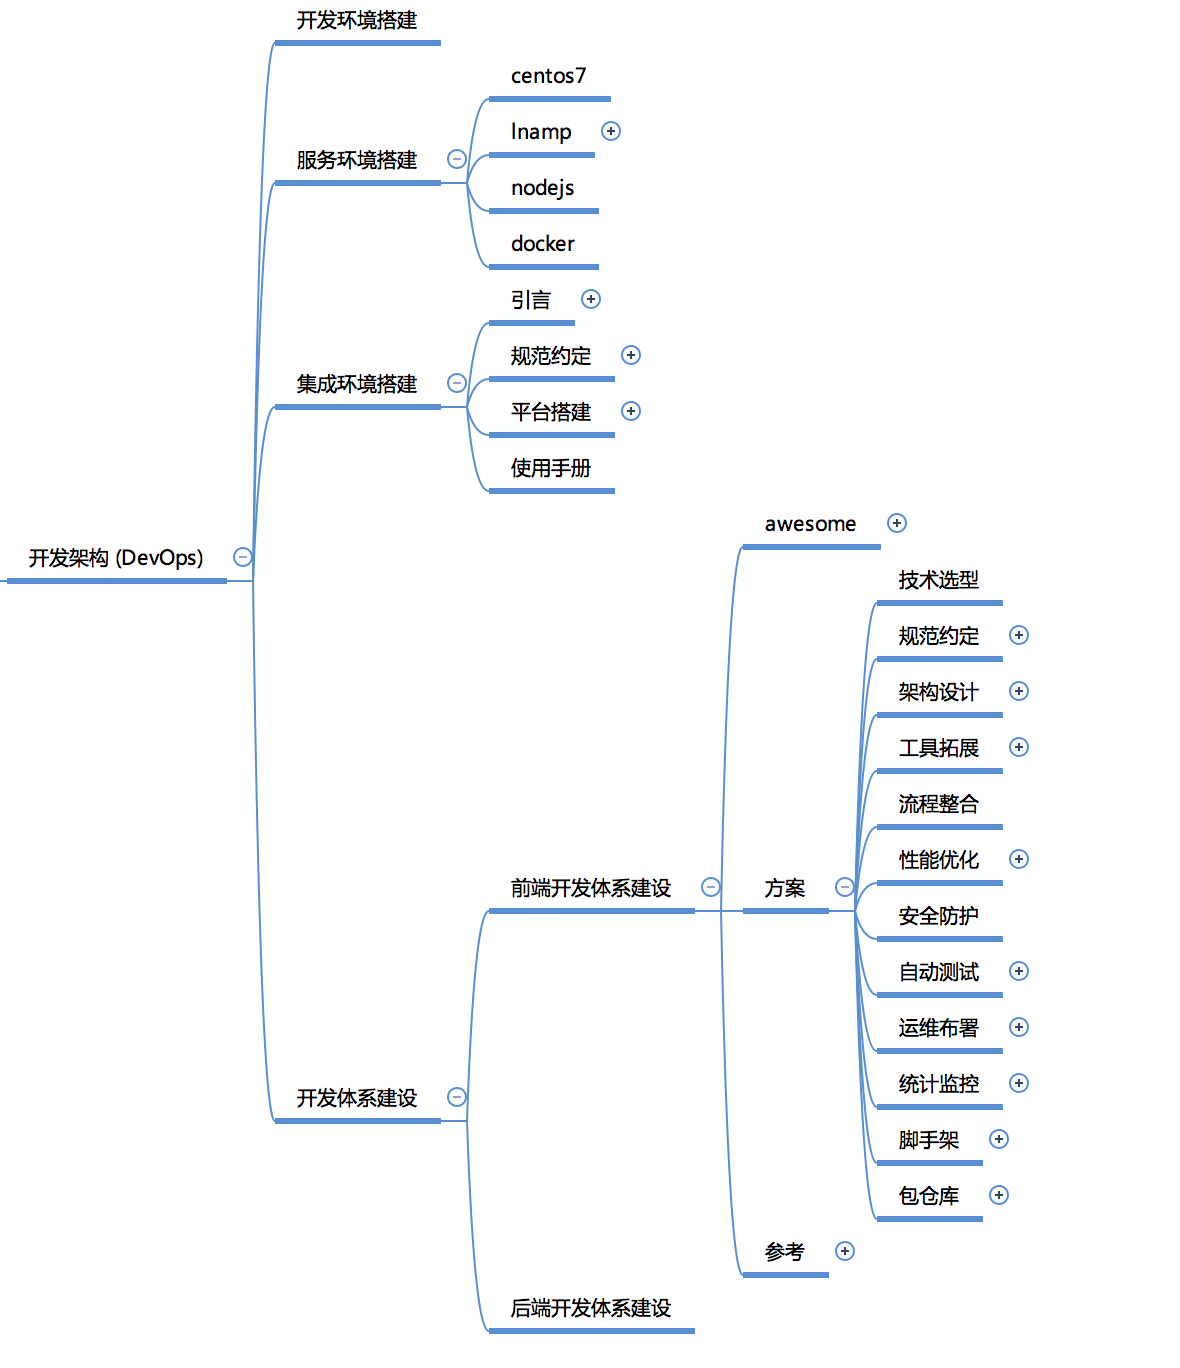 开发环境搭建
centos7
lnamp
服务环境搭建
nodejs
docker
引言
规范约定
集成环境搭建
平台搭建
使用手册
awesome
开发架构 (DevOps)
技术选型
规范约定
架构设计
工具拓展
流程整合
性能优化
前端开发体系建设
方案
安全防护
自动测试
运维布署
统计监控
开发体系建设
脚手架
包仓库
参考
后端开发体系建设